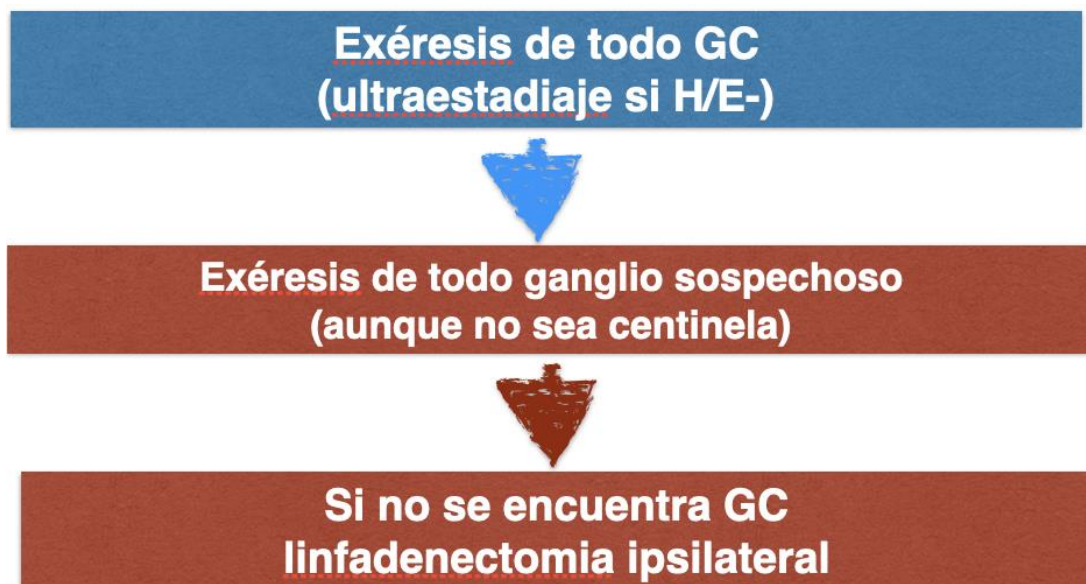 Exéresis de todo GC
(ultraestadiaje si H/E-)
Exéresis de todo ganglio sospechoso
(aunque no sea centinela)
Si no se encuentra GC
linfadenectomia ipsilateral